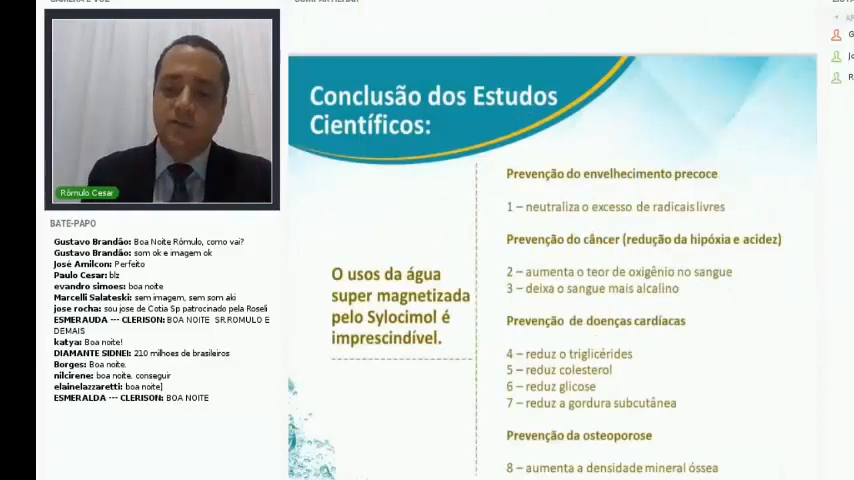 Rômulo Cesar
BATE-PAPO
Gustavo Brandão: Boa Noite Rômulo, como vai?
Gustavo Brandão: som ok e imagem ok
José Amilcon: Perfeito
Paulo Cesar: blz
evandro simoes: boa noite
Marcelli Salateski: sem imagem, sem som aki
jose rocha: sou jose de Cotia Sp patrocinado pela Roseli
ESMERAUDA --- CLERISON: BOA NOITE SR.ROMULO E
DEMAIS
katya: Boa noite!
DIAMANTE SIDNEI: 210 milhoes de brasileiros
Borges: Boa noite.
nilcirene: boa noite. conseguir
elainelazzaretti: boa noite]
ESMERALDA --- CLERISON: BOA NOITE
Conclusão dos Estudos
Científicos:
O usos da água
super magnetizada
pelo Sylocimol é
imprescindível.
Prevenção do envelhecimento precoce
1 – neutraliza o excesso de radicais livres
Prevenção do câncer (redução da hipóxia e acidez)
2 – aumenta o teor de oxigênio no sangue
3 – deixa o sangue mais alcalino
Prevenção de doenças cardíacas
4 – reduz o triglicérides
5 – reduz colesterol
6 – reduz glicose
7 – reduz a gordura subcutânea
Prevenção da osteoporose
8 – aumenta a densidade mineral óssea